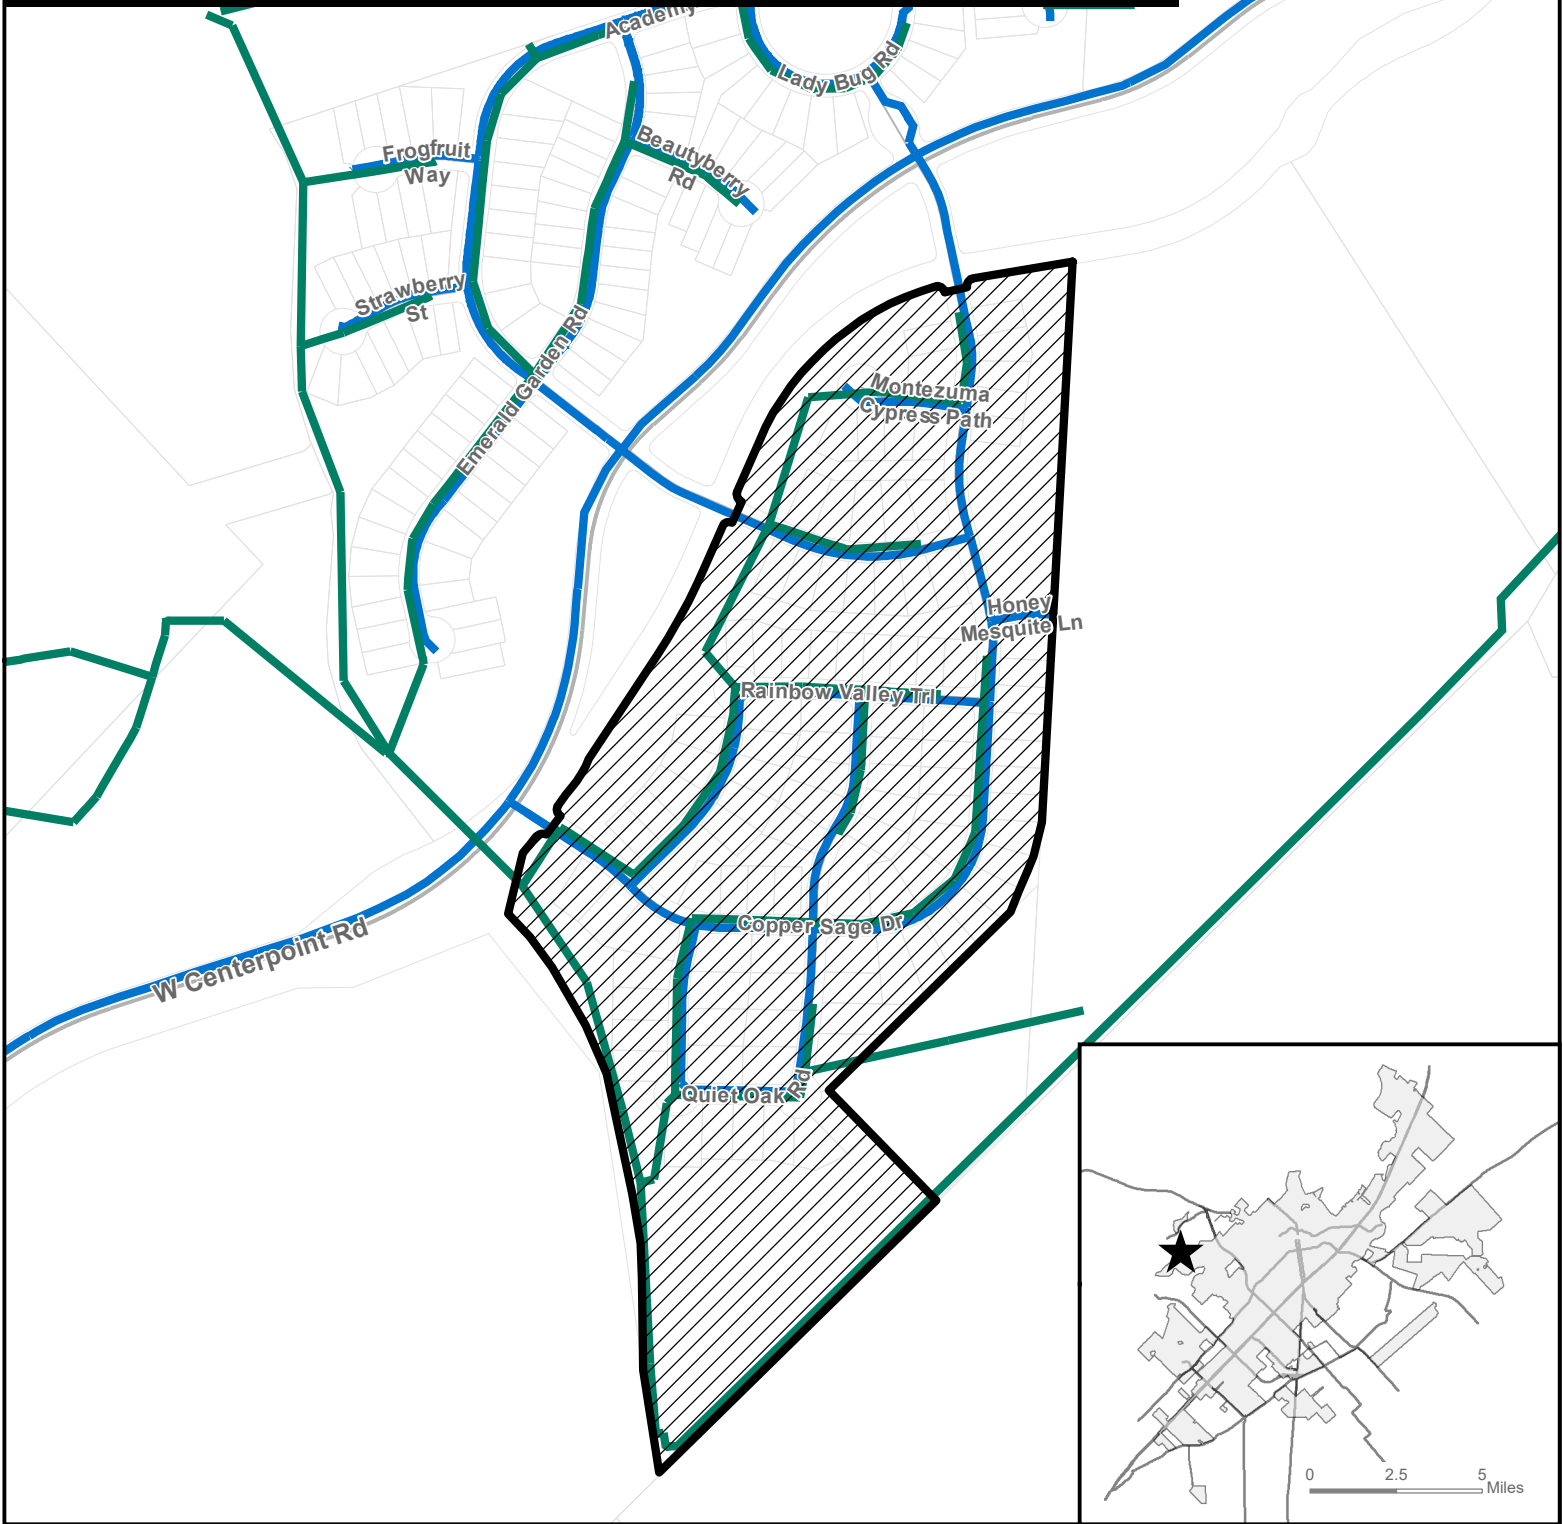 Academy
Lady Bug Rd
Frogfruit
Way
Beautyberry
Rd
Strawberry
St
Emerald Garden Rd
Montezuma
Cypress Path
Honey
Mesquite Ln
Rainbow Valley Trl
Copper Sage Dr
W Centerpoint Rd
Quiet Oak Rd
0 2.5 5
Miles